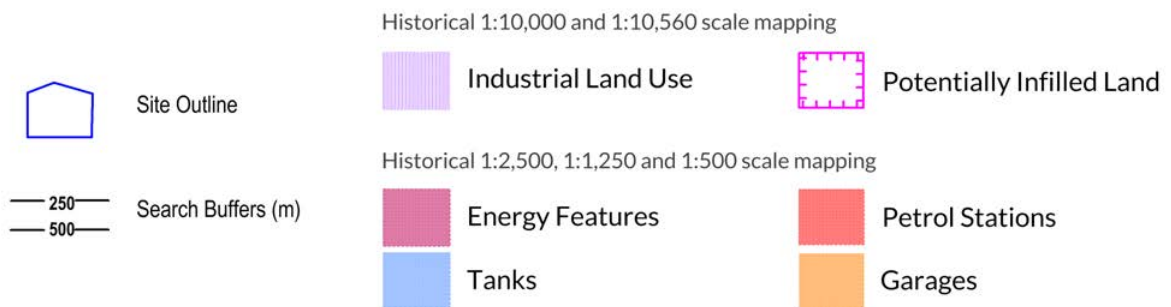 Historical 1:10,000 and 1:10,560 scale mapping
Site Outline
Industrial Land Use
Potentially Infilled Land
Historical 1:2,500, 1:1,250 and 1:500 scale mapping
250
500
Search Buffers (m)
Energy Features
Petrol Stations
Tanks
Garages